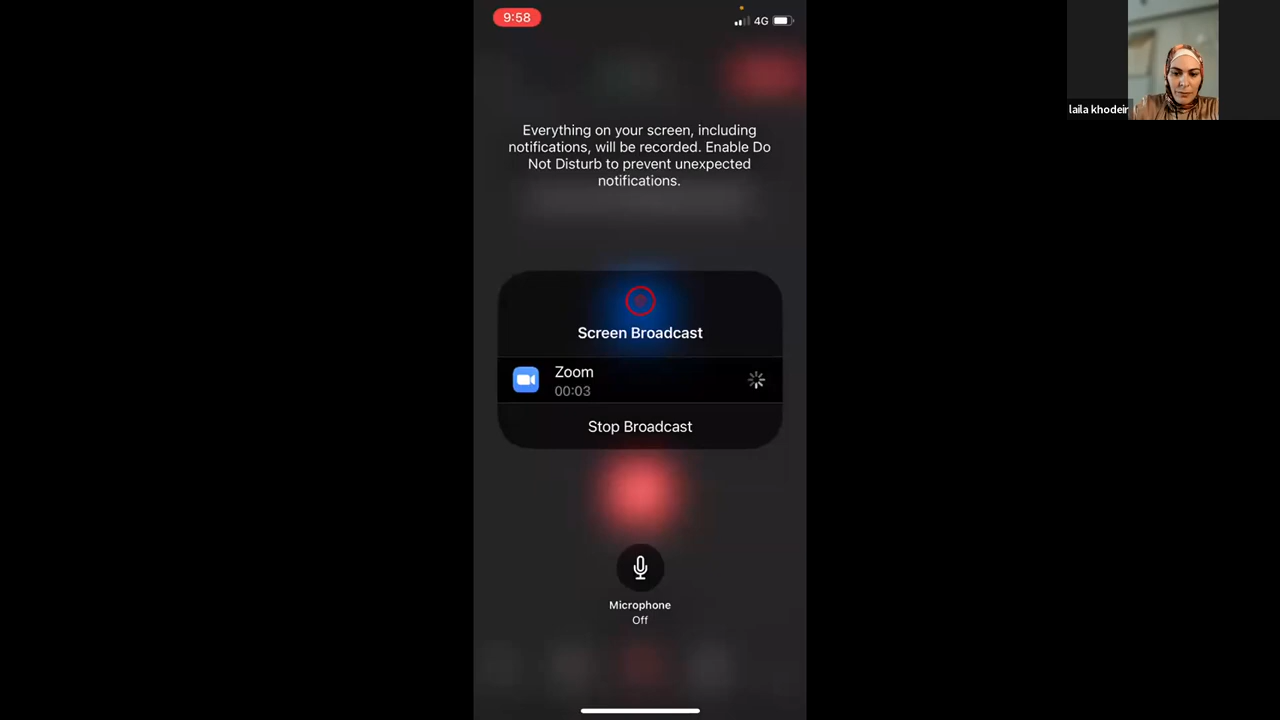 9:58
4G
Everything on your screen, including
notifications, will be recorded. Enable Do
Not Disturb to prevent unexpected
notifications.
Screen Broadcast
Zoom
00:03
Stop Broadcast
Microphone
Off
laila khodeir